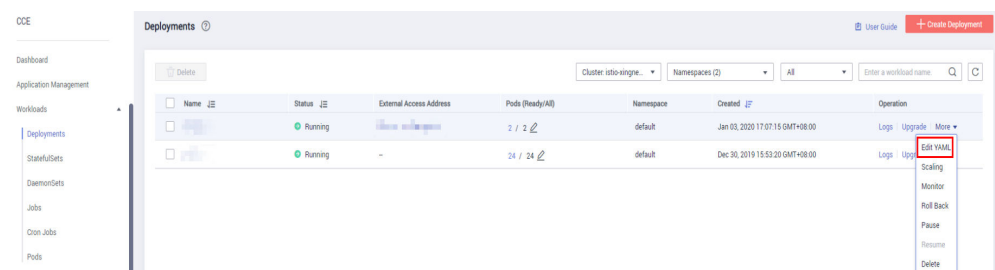 CCE
Deployments
User Guide
Create Deployment
Dashboard
Application Management
Workloads
Deployments
StatefulSets
DaemonSets
Jobs
Cron Jobs
Pods
Delete
Cluster: istio-xingne...
Namespaces (2)
All
Enter a workload name
Name Status External Access Address Pods (Ready/All) Namespace Created Operation
Running 2 / 2 default Jan 03, 2020 17:07:15 GMT+08:00 Logs Upgrade More
Running – 24 / 24 default Dec 30, 2019 15:53:20 GMT+08:00 Logs Upgr
Edit YAML
Scaling
Monitor
Roll Back
Pause
Resume
Delete